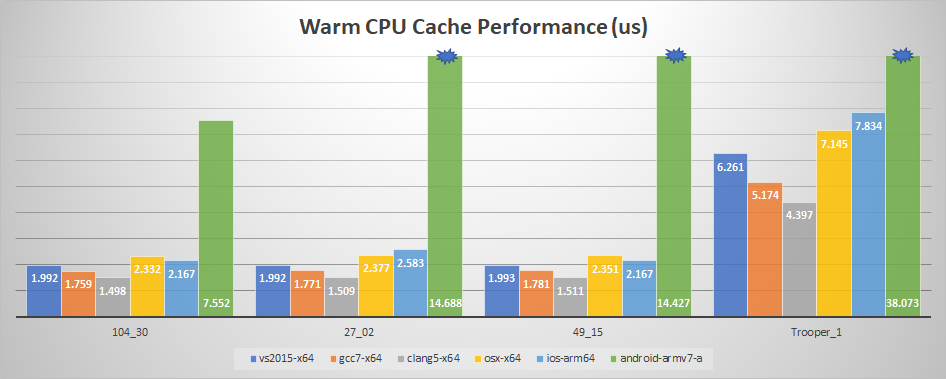 Warm CPU Cache Performance (us)
1.992 1.759 1.498 2.332 2.167 7.552 1.992 1.771 1.509 2.377 2.583 14.688 1.993 1.781 1.511 2.351 2.167 14.427 6.261 5.174 4.397 7.145 7.834 38.073
104_30 27_02 49_15 Trooper_1
vs2015-x64 gcc7-x64 clang5-x64 osx-x64 ios-arm64 android-armv7-a